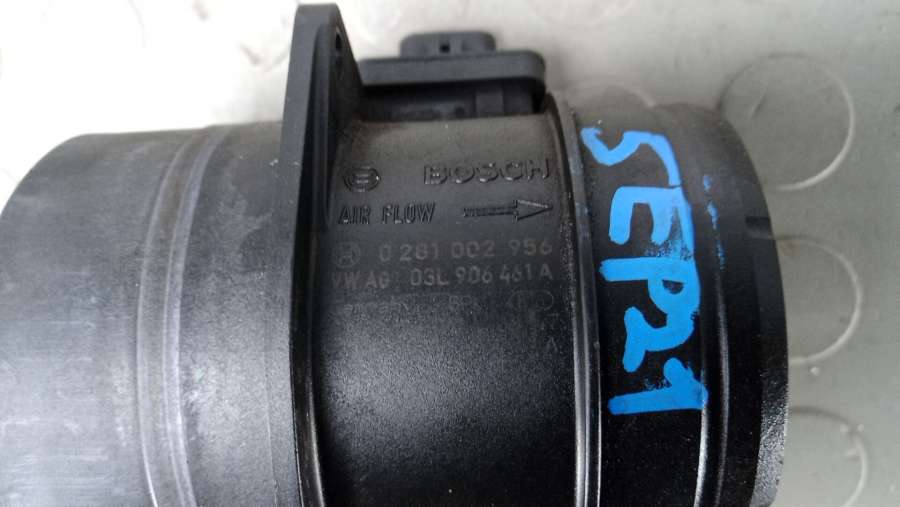 BOSCH
AIR FLOW
0 281 002 956
VW AG 03L 906 461 A
A
SEP21